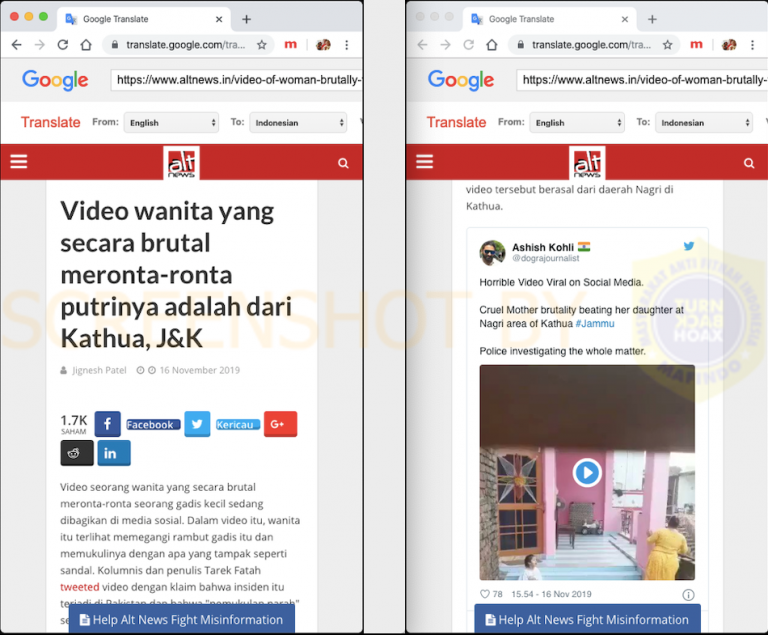 Google Translate
translate.google.com/tra...
Google
https://www.altnews.in/video-of-woman-brutally-
Translate From: English To: Indonesian
alt
news
Video wanita yang
secara brutal
meronta-ronta
putrinya adalah dari
Kathua, J&K
Jignesh Patel 16 November 2019
1.7K
SAHAM
Facebook
Kericau
G+
in
Video seorang wanita yang secara brutal
meronta-ronta seorang gadis kecil sedang
dibagikan di media sosial. Dalam video itu, wanita
itu terlihat memegangi rambut gadis itu dan
memukulinya dengan apa yang tampak seperti
sandal. Kolumnis dan penulis Tarek Fatah
tweeted video dengan klaim bahwa insiden itu
terjadi di Pakistan dan bahwa "pemukulan parah"
Help Alt News Fight Misinformation
Google Translate
translate.google.com/tra...
Google
https://www.altnews.in/video-of-woman-brutally-
Translate From: English To: Indonesian
alt
news
video tersebut berasal dari daerah Nagri di
Kathua.
Ashish Kohli
@dograjournalist
Horrible Video Viral on Social Media.
Cruel Mother brutality beating her daughter at
Nagri area of Kathua #Jammu
Police investigating the whole matter.
78 15.54 - 16 Nov 2019
Help Alt News Fight Misinformation
SCREENSHOT BY
MASYARAKAT ANTI FITNAH INDONESIA
TURN
BACK
HOAX
MAFINDO